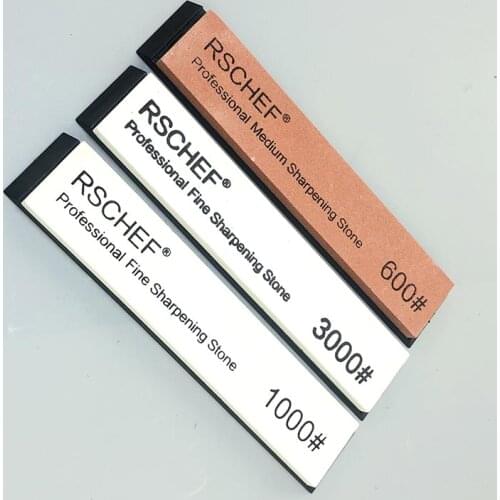 RSCHEF®
Professional Medium Sharpening Stone
600#
RSCHEF®
Professional Fine Sharpening Stone
3000#
RSCHEF®
Professional Fine Sharpening Stone
1000#